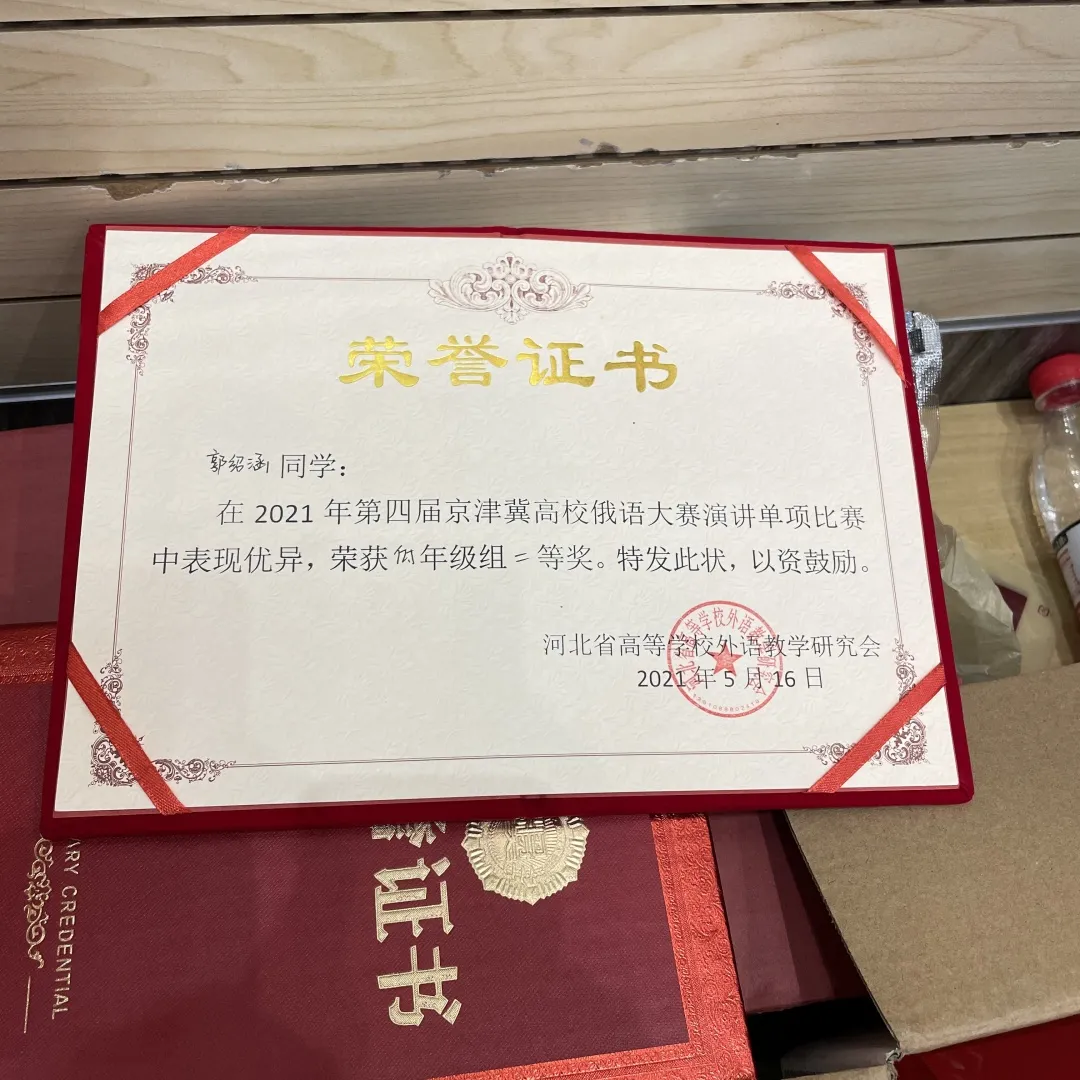 荣誉证书
郭绍涵 同学：
在 2021 年第四届京津冀高校俄语大赛演讲单项比赛
中表现优异，荣获 低 年级组 二 等奖。特发此状，以资鼓励。
河北省高等学校外语教学研究会
2021 年 5 月 16 日
证书
CREDENTIAL